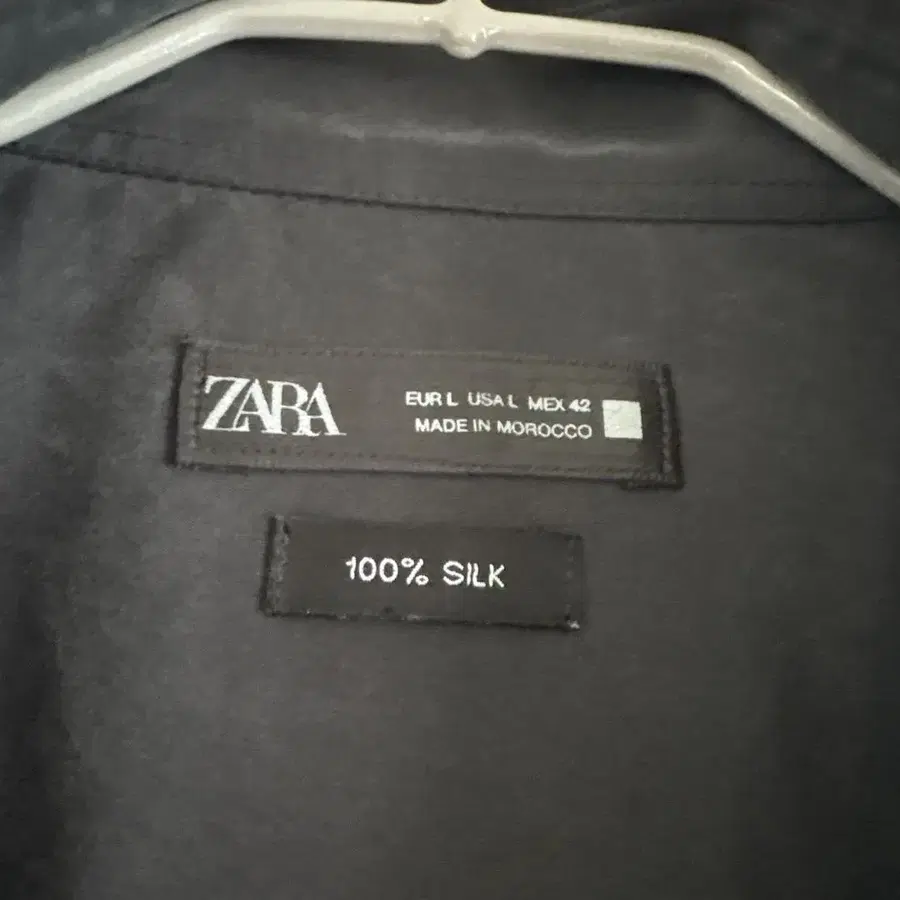 ZARA
EUR L USA L MEX 42
MADE IN MOROCCO
100% SILK